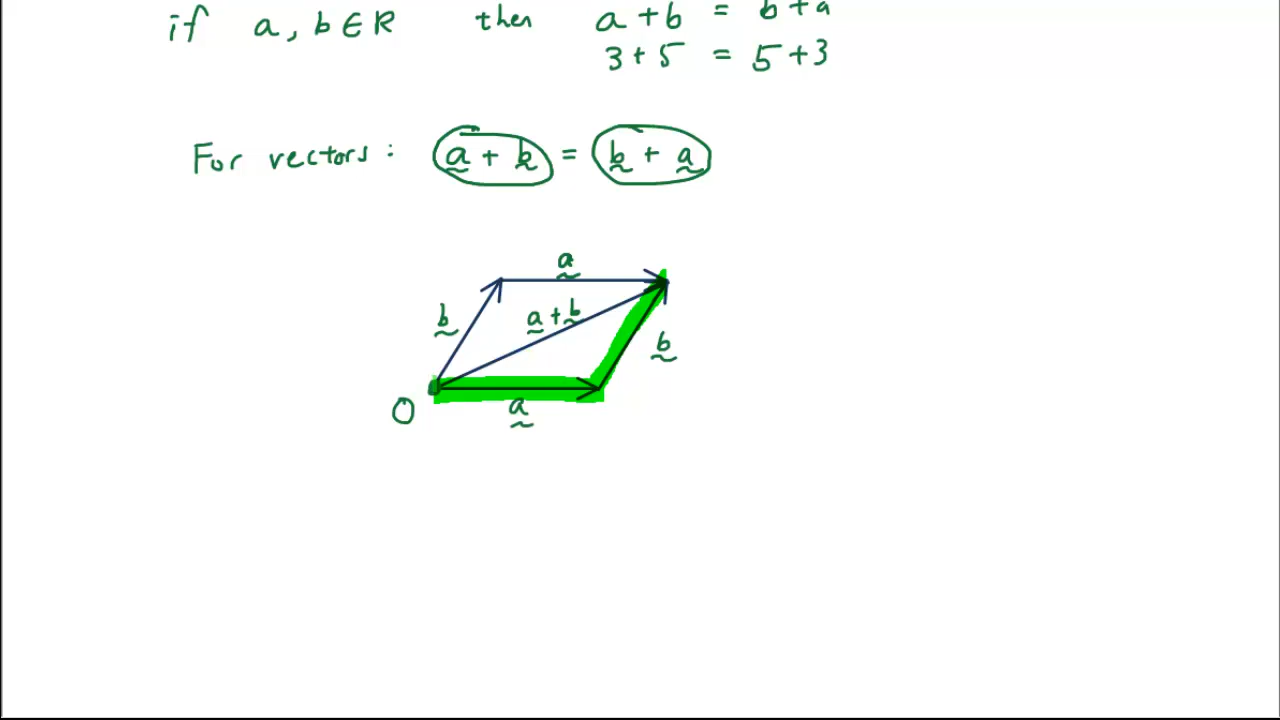 if a, b ∈ R then a + b = b + a
3 + 5 = 5 + 3
For vectors : a + b = b + a
a
b
a + b
b
a
O